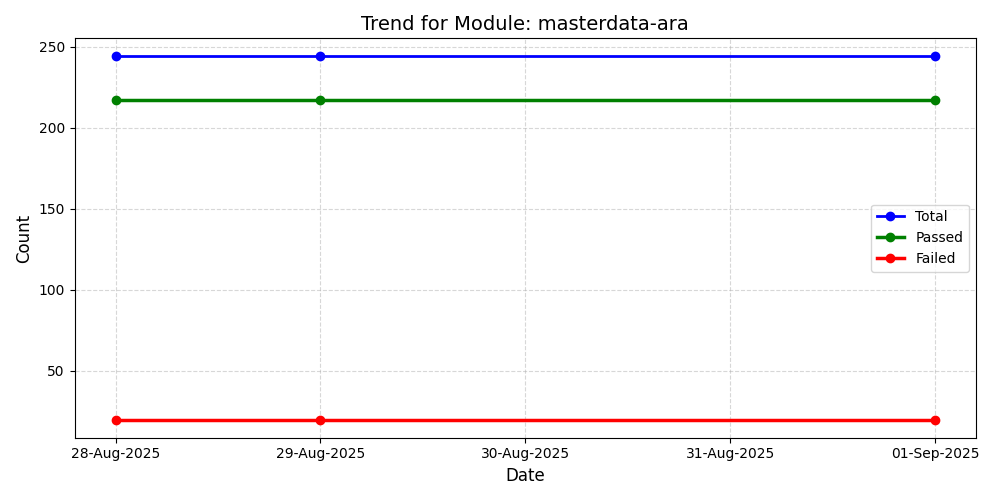 Trend for Module: masterdata-ara
250
200
150
100
50
Count
Total
Passed
Failed
28-Aug-2025
29-Aug-2025
30-Aug-2025
31-Aug-2025
01-Sep-2025
Date